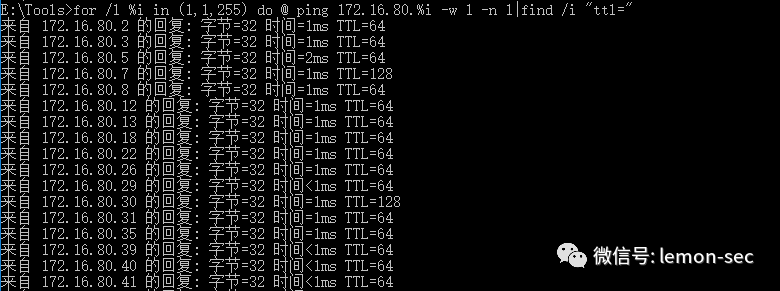 E:\Tools>for /l %i in (1,1,255) do @ ping 172.16.80.%i -w 1 -n 1|find /i "ttl="
来自 172.16.80.2 的回复: 字节=32 时间=1ms TTL=64
来自 172.16.80.3 的回复: 字节=32 时间=1ms TTL=64
来自 172.16.80.5 的回复: 字节=32 时间=2ms TTL=64
来自 172.16.80.7 的回复: 字节=32 时间=1ms TTL=128
来自 172.16.80.8 的回复: 字节=32 时间=1ms TTL=64
来自 172.16.80.12 的回复: 字节=32 时间=1ms TTL=64
来自 172.16.80.13 的回复: 字节=32 时间=1ms TTL=64
来自 172.16.80.18 的回复: 字节=32 时间=1ms TTL=64
来自 172.16.80.22 的回复: 字节=32 时间=1ms TTL=64
来自 172.16.80.26 的回复: 字节=32 时间=1ms TTL=64
来自 172.16.80.29 的回复: 字节=32 时间<1ms TTL=64
来自 172.16.80.30 的回复: 字节=32 时间=1ms TTL=128
来自 172.16.80.31 的回复: 字节=32 时间=1ms TTL=64
来自 172.16.80.35 的回复: 字节=32 时间=1ms TTL=64
来自 172.16.80.39 的回复: 字节=32 时间<1ms TTL=64
来自 172.16.80.40 的回复: 字节=32 时间=1ms TTL=64
来自 172.16.80.41 的回复: 字节=32 时间<1ms TTL=64
微信号: lemon-sec